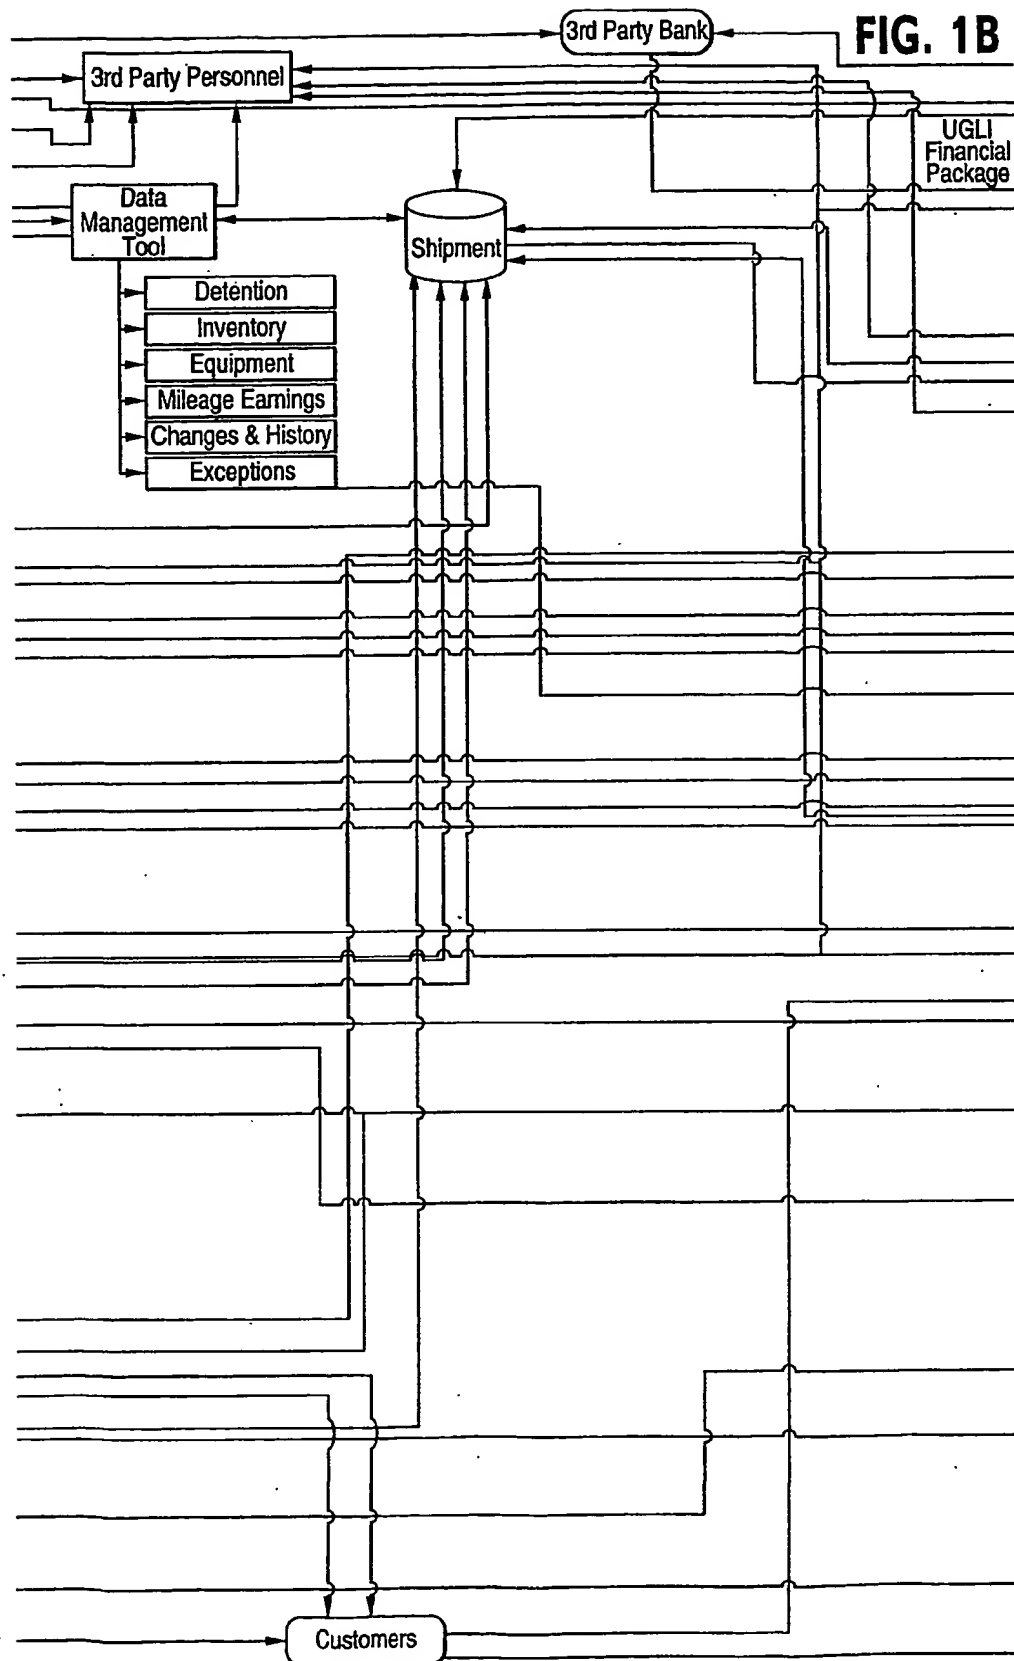 FIG. 1B
3rd Party Bank
3rd Party Personnel
UGLI
Financial
Package
Data
Management
Tool
Shipment
Detention
Inventory
Equipment
Mileage Earnings
Changes & History
Exceptions
Customers